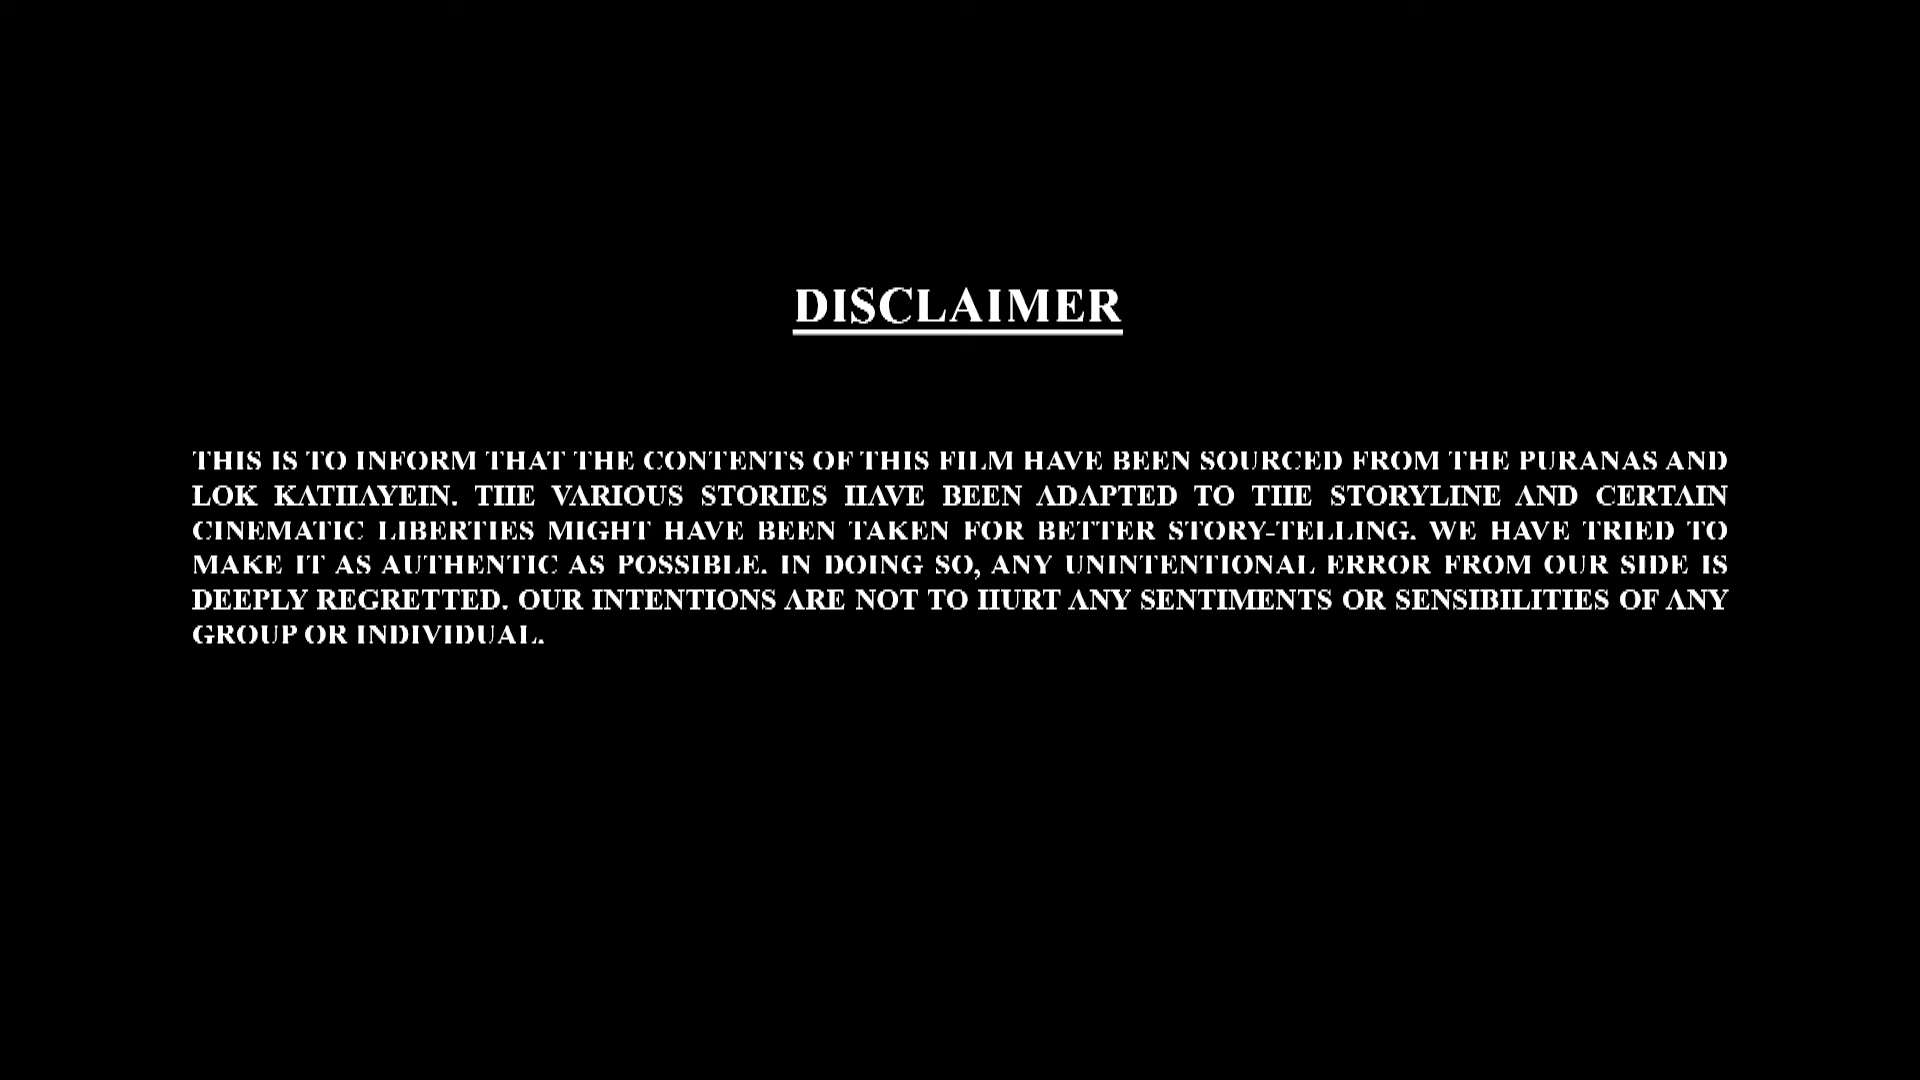 DISCLAIMER
THIS IS TO INFORM THAT THE CONTENTS OF THIS FILM HAVE BEEN SOURCED FROM THE PURANAS AND
LOK KATHAYEIN. THE VARIOUS STORIES HAVE BEEN ADAPTED TO THE STORYLINE AND CERTAIN
CINEMATIC LIBERTIES MIGHT HAVE BEEN TAKEN FOR BETTER STORY-TELLING. WE HAVE TRIED TO
MAKE IT AS AUTHENTIC AS POSSIBLE. IN DOING SO, ANY UNINTENTIONAL ERROR FROM OUR SIDE IS
DEEPLY REGRETTED. OUR INTENTIONS ARE NOT TO HURT ANY SENTIMENTS OR SENSIBILITIES OF ANY
GROUP OR INDIVIDUAL.